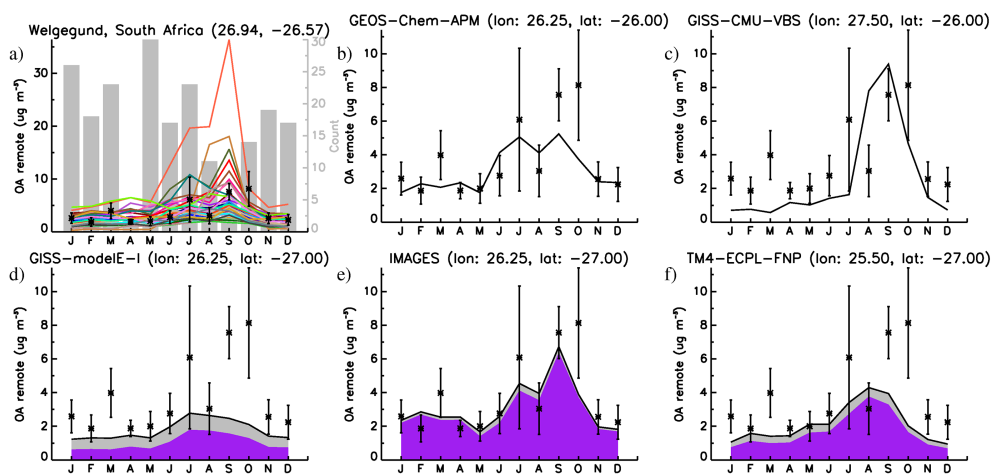 a) Welgegund, South Africa (26.94, -26.57)
OA remote (ug m⁻³)
30
20
10
0
30
25
20
15
10
5
0
Count
J F M A M J J A S O N D
b) GEOS-Chem-APM (lon: 26.25, lat: -26.00)
OA remote (ug m⁻³)
10
8
6
4
2
0
J F M A M J J A S O N D
c) GISS-CMU-VBS (lon: 27.50, lat: -26.00)
OA remote (ug m⁻³)
10
8
6
4
2
0
J F M A M J J A S O N D
d) GISS-modelE-I (lon: 26.25, lat: -27.00)
OA remote (ug m⁻³)
10
8
6
4
2
0
J F M A M J J A S O N D
e) IMAGES (lon: 26.25, lat: -27.00)
OA remote (ug m⁻³)
10
8
6
4
2
0
J F M A M J J A S O N D
f) TM4-ECPL-FNP (lon: 25.50, lat: -27.00)
OA remote (ug m⁻³)
10
8
6
4
2
0
J F M A M J J A S O N D